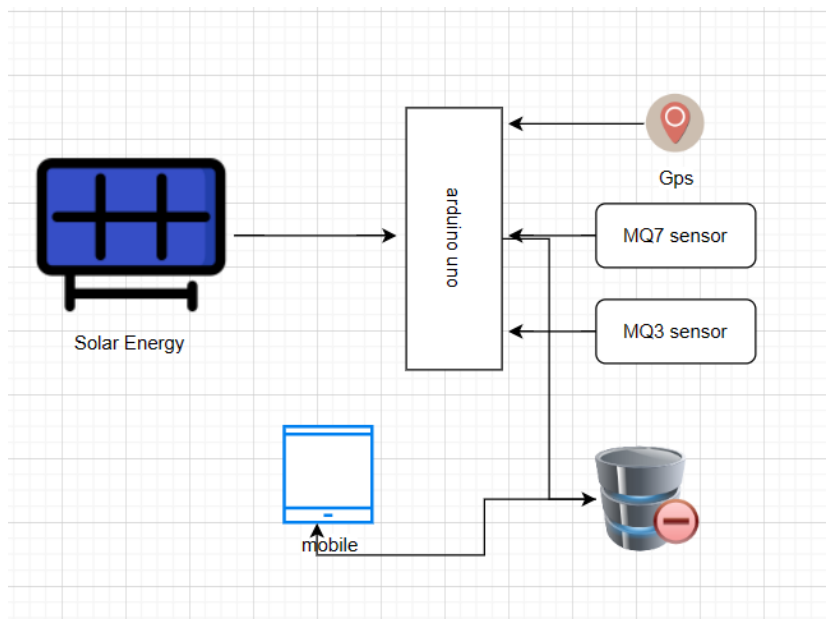 Solar Energy
arduino uno
Gps
MQ7 sensor
MQ3 sensor
mobile